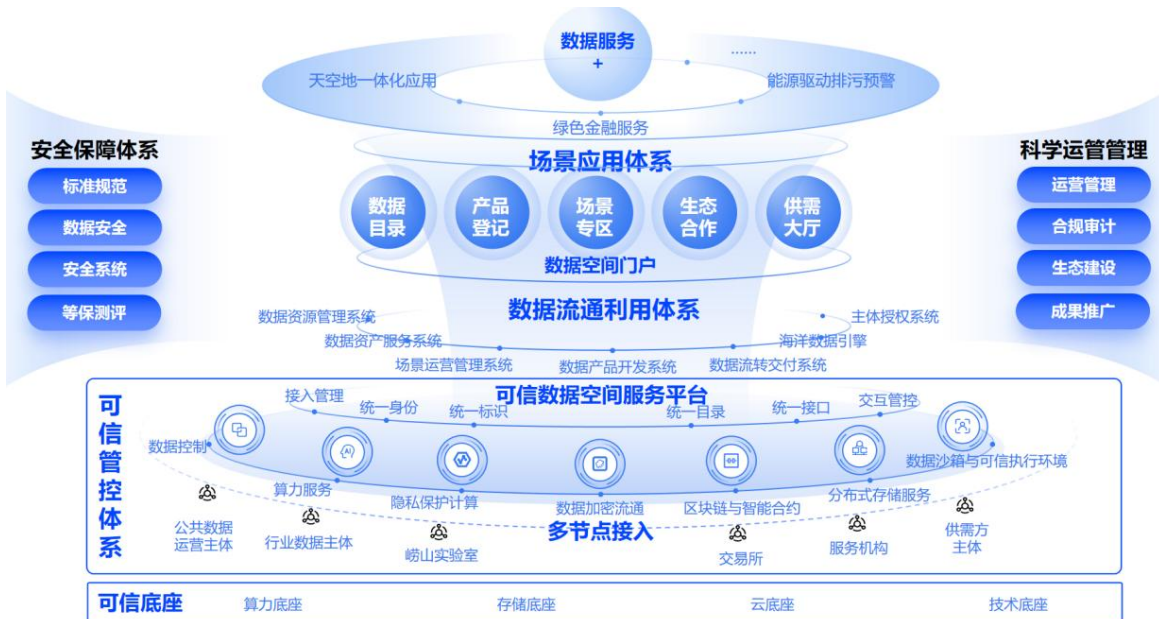 数据服务
+
......
天空地一体化应用
能源驱动排污预警
绿色金融服务
安全保障体系
标准规范
数据安全
安全系统
等保测评
场景应用体系
数据
目录
产品
登记
场景
专区
生态
合作
供需
大厅
数据空间门户
科学运管管理
运营管理
合规审计
生态建设
成果推广
数据流通利用体系
数据资源管理系统
主体授权系统
数据资产服务系统
海洋数据引擎
场景运营管理系统
数据产品开发系统
数据流转交付系统
可信管控体系
可信数据空间服务平台
接入管理
统一身份
统一标识
统一目录
统一接口
交互管控
数据控制
AI
算力服务
隐私保护计算
数据加密流通
区块链与智能合约
分布式存储服务
数据沙箱与可信执行环境
多节点接入
公共数据
运营主体
行业数据主体
崂山实验室
交易所
服务机构
供需方
主体
可信底座
算力底座
存储底座
云底座
技术底座